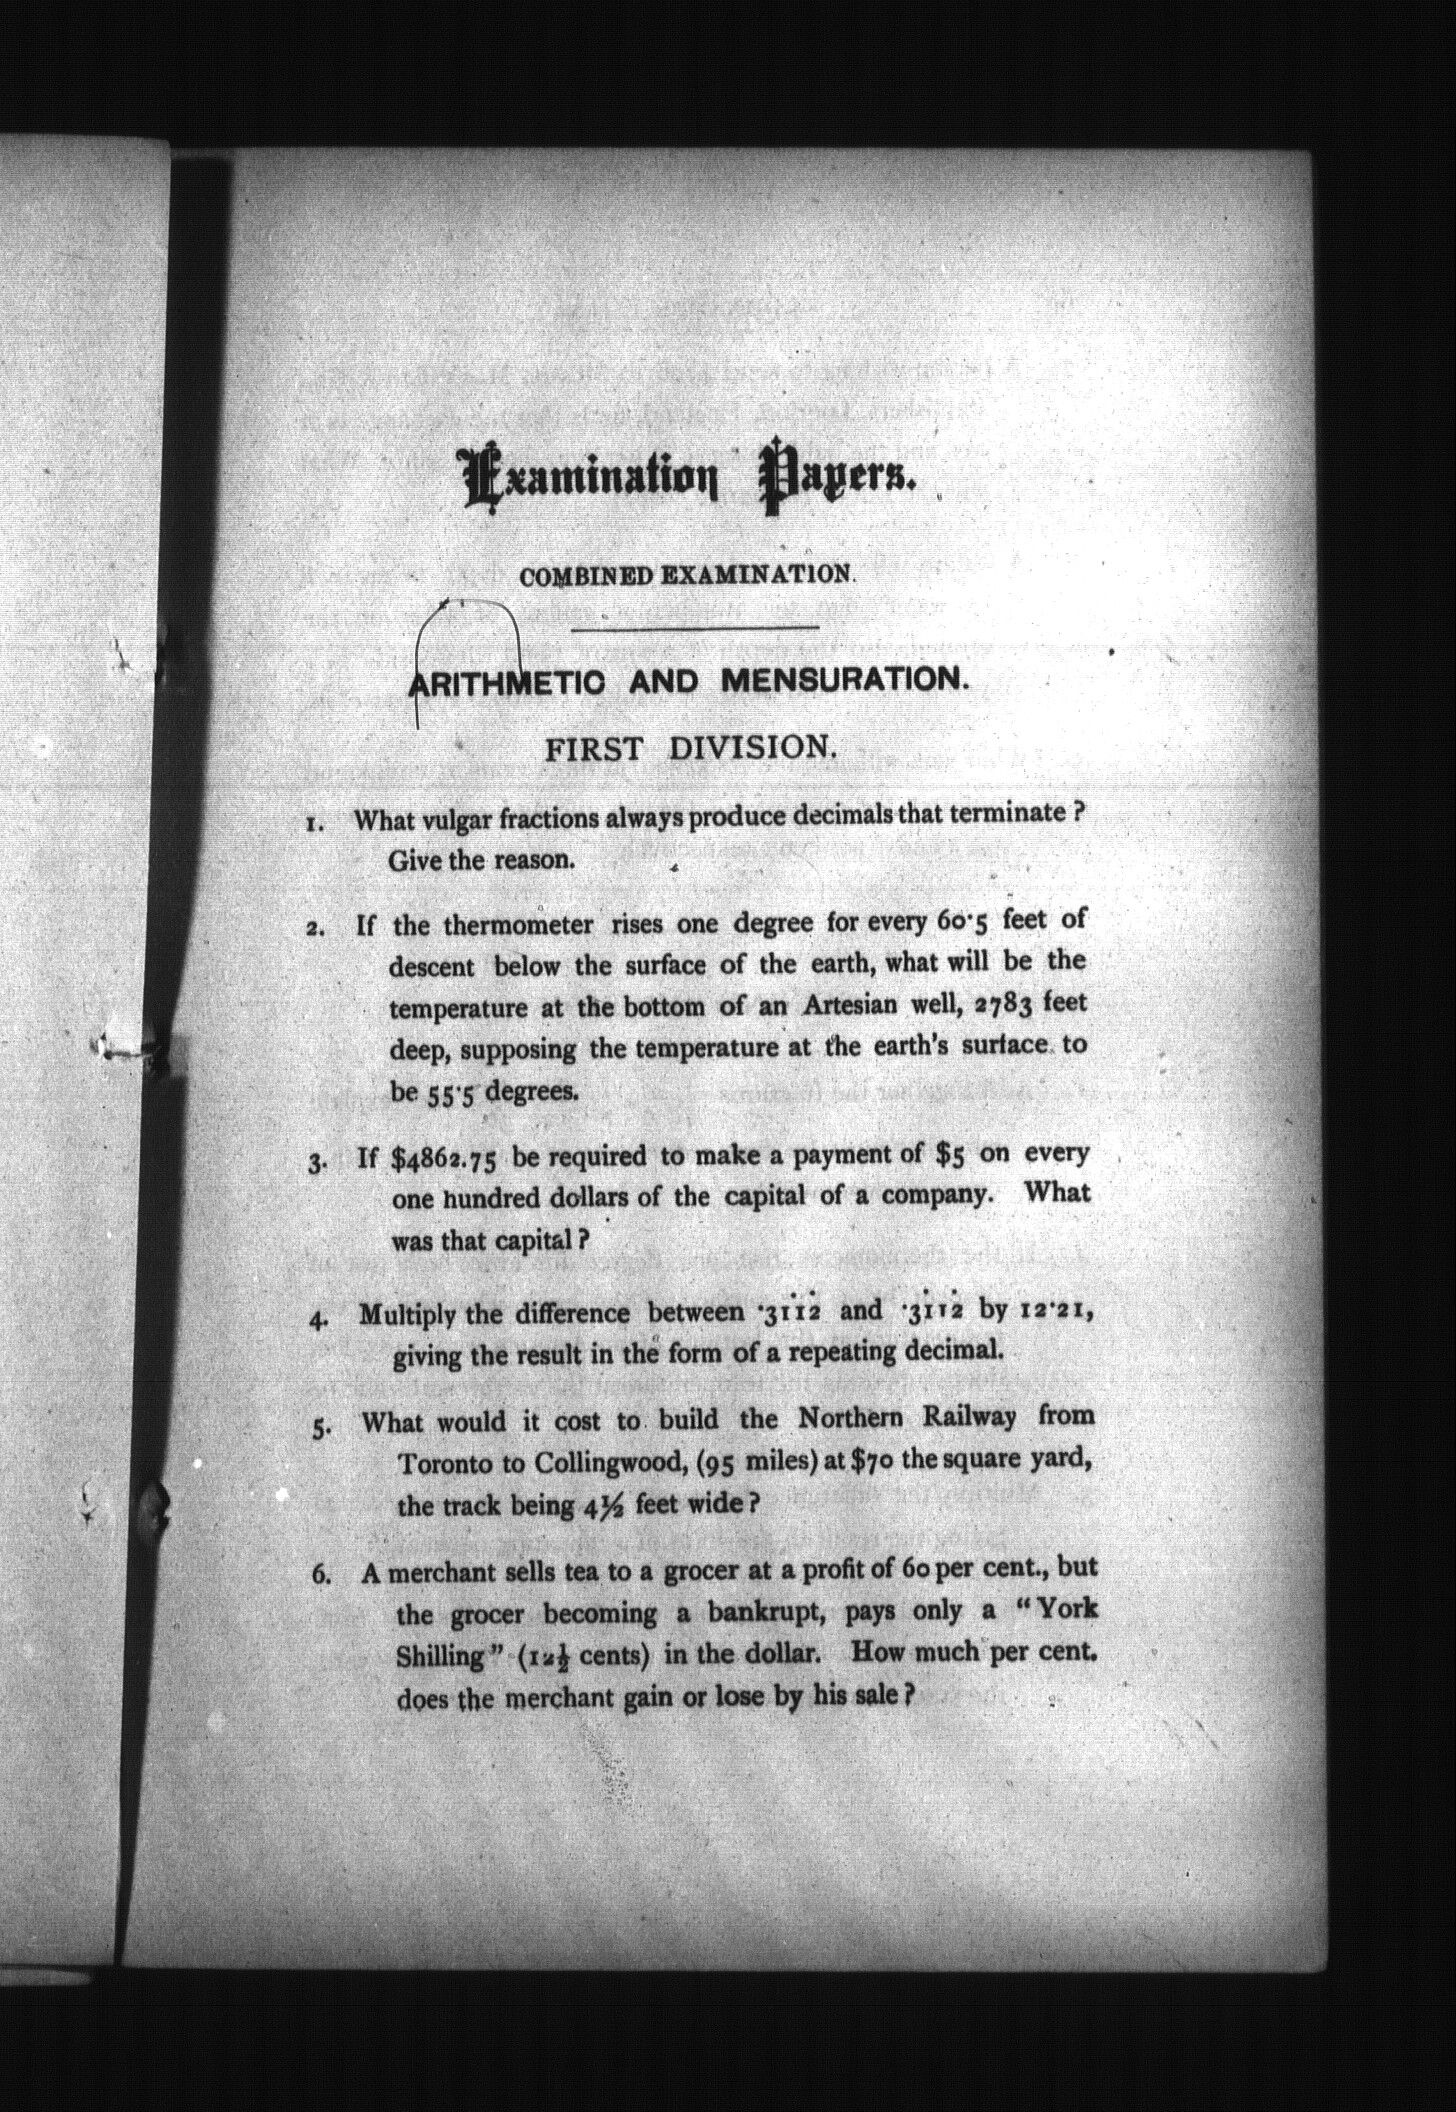 Examination Papers.
COMBINED EXAMINATION.
ARITHMETIC AND MENSURATION.
FIRST DIVISION.
1. What vulgar fractions always produce decimals that terminate ?
Give the reason.
2. If the thermometer rises one degree for every 60·5 feet of
descent below the surface of the earth, what will be the
temperature at the bottom of an Artesian well, 2783 feet
deep, supposing the temperature at the earth's surface to
be 55·5 degrees.
3. If $4862.75 be required to make a payment of $5 on every
one hundred dollars of the capital of a company. What
was that capital ?
4. Multiply the difference between ·311̇2̇ and ·31̇12̇ by 12·21,
giving the result in the form of a repeating decimal.
5. What would it cost to build the Northern Railway from
Toronto to Collingwood, (95 miles) at $70 the square yard,
the track being 4½ feet wide ?
6. A merchant sells tea to a grocer at a profit of 60 per cent., but
the grocer becoming a bankrupt, pays only a “York
Shilling” (12½ cents) in the dollar. How much per cent.
does the merchant gain or lose by his sale ?